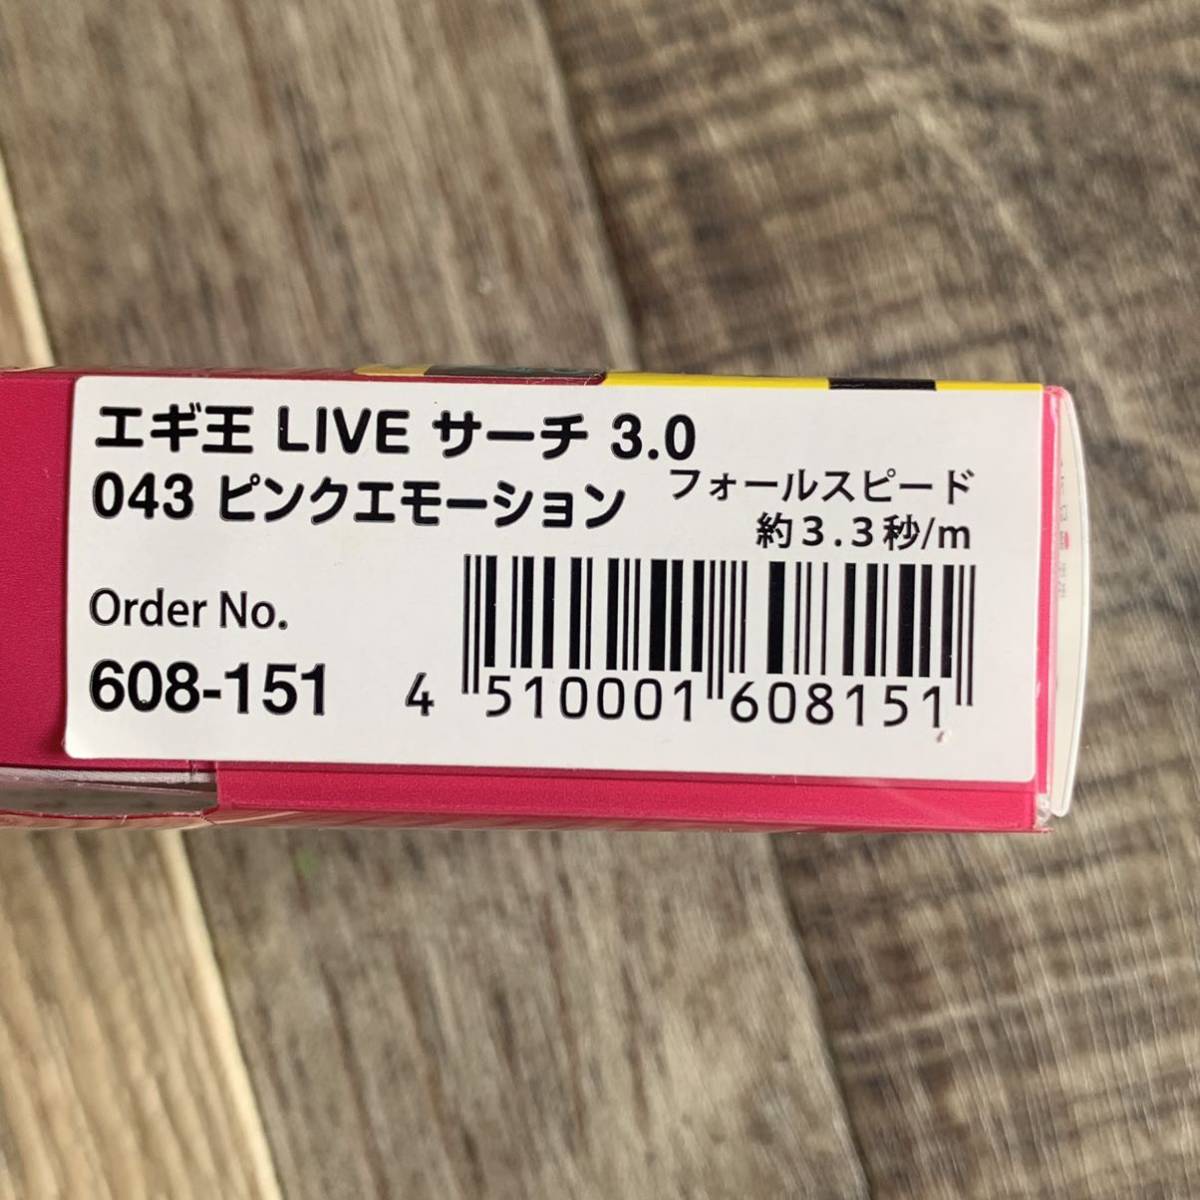 エギ王 LIVE サーチ 3.0
043 ピンクエモーション
フォールスピード
約3.3秒/m
Order No.
608-151
4 510001 608151